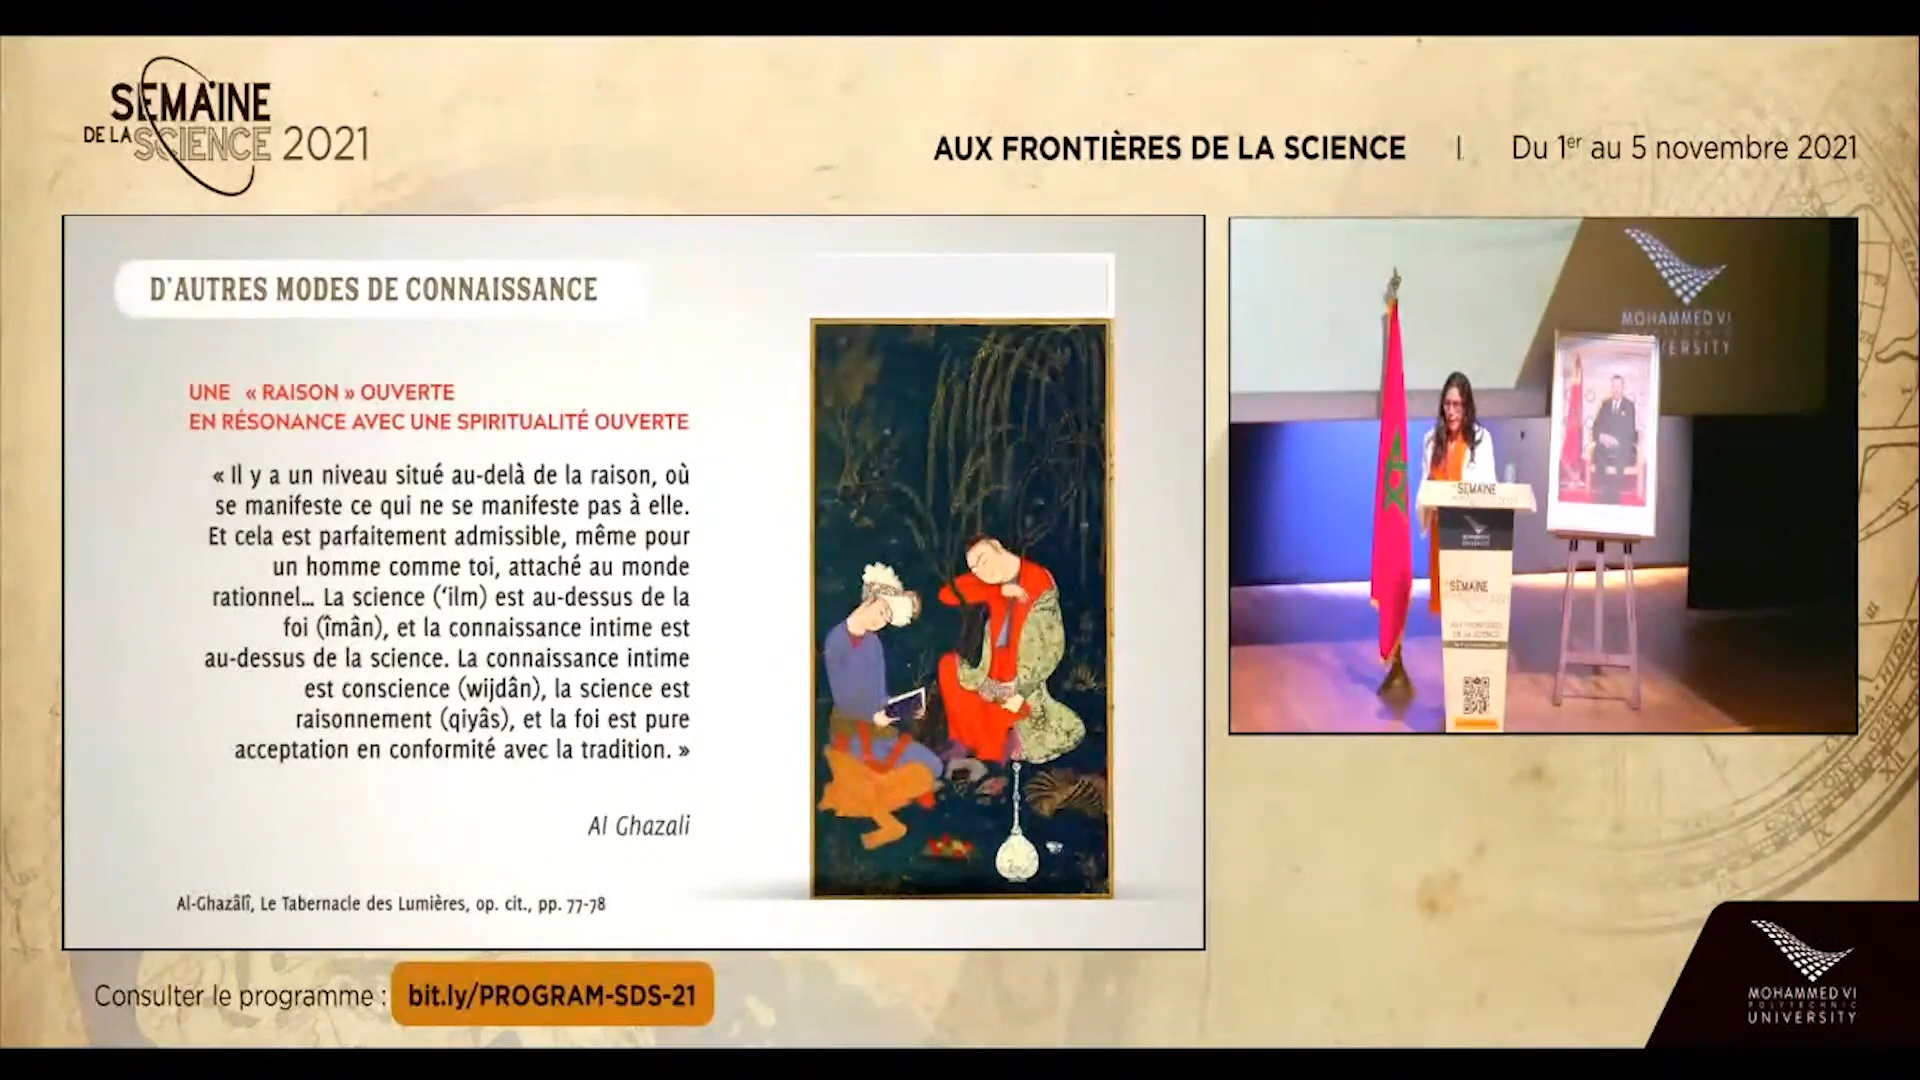 SEMAINE
DE LA SCIENCE 2021
AUX FRONTIÈRES DE LA SCIENCE | Du 1er au 5 novembre 2021
D'AUTRES MODES DE CONNAISSANCE
UNE « RAISON » OUVERTE
EN RÉSONANCE AVEC UNE SPIRITUALITÉ OUVERTE
« Il y a un niveau situé au-delà de la raison, où
se manifeste ce qui ne se manifeste pas à elle.
Et cela est parfaitement admissible, même pour
un homme comme toi, attaché au monde
rationnel... La science (‘ilm) est au-dessus de la
foi (îmân), et la connaissance intime est
au-dessus de la science. La connaissance intime
est conscience (wijdân), la science est
raisonnement (qiyâs), et la foi est pure
acceptation en conformité avec la tradition. »
Al Ghazali
Al-Ghazâlî, Le Tabernacle des Lumières, op. cit., pp. 77-78
MOHAMMED VI
SEMAINE
SEMAINE
AUX FRONTIÈRES
DE LA SCIENCE
Consulter le programme : bit.ly/PROGRAM-SDS-21
MOHAMMED VI
POLYTECHNIC
UNIVERSITY